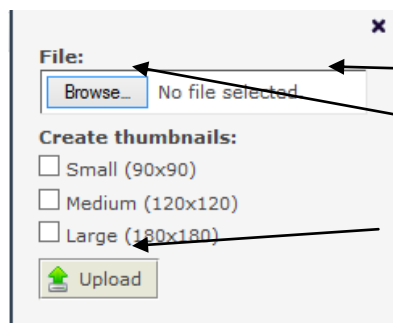 ×
File:
Browse... No file selected.
Create thumbnails:
Small (90x90)
Medium (120x120)
Large (180x180)
Upload